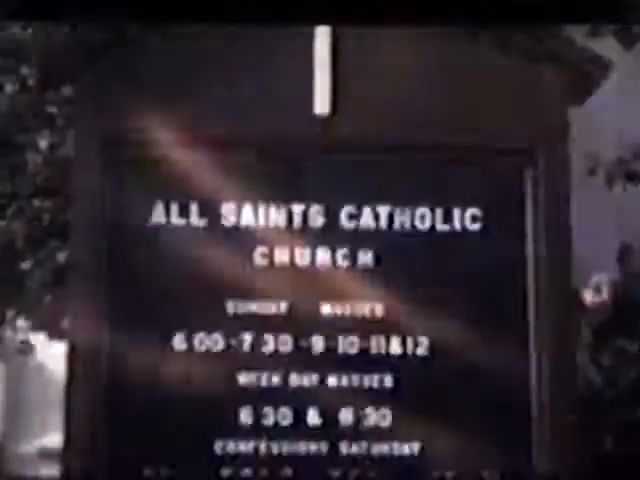 ALL SAINTS CATHOLIC
CHURCH
SUNDAY MASSES
6 00-7 30-9-10-11&12
WEEK DAY MASSES
6 30 & 8 30
CONFESSIONS SATURDAY